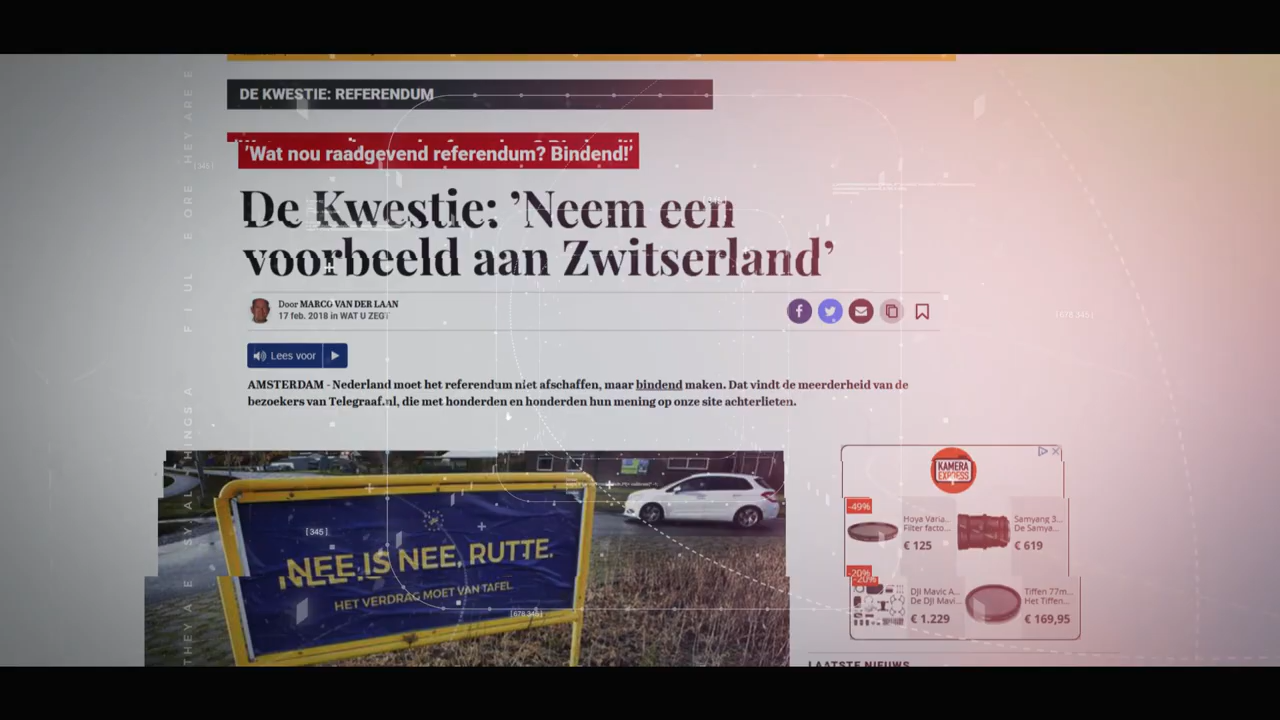 DE KWESTIE: REFERENDUM
'Wat nou raadgevend referendum? Bindend!'
De Kwestie: ’Neem een
voorbeeld aan Zwitserland’
Door MARCO VAN DER LAAN
17 feb. 2018 in WAT U ZEGT
Lees voor
AMSTERDAM - Nederland moet het referendum niet afschaffen, maar bindend maken. Dat vindt de meerderheid van de
bezoekers van Telegraaf.nl, die met honderden en honderden hun mening op onze site achterlieten.
NEE IS NEE, RUTTE.
HET VERDRAG MOET VAN TAFEL
KAMERA
EXPRESS
-49%
Hoya Varia...
Filter facto...
€ 125
Samyang 3...
De Samya...
€ 619
-20%
DJI Mavic A...
De DJI Mavi...
€ 1.229
Tiffen 77m...
Het Tiffen...
€ 169,95
LAATSTE NIEUWS
[345]
[678.345]
[678.345]